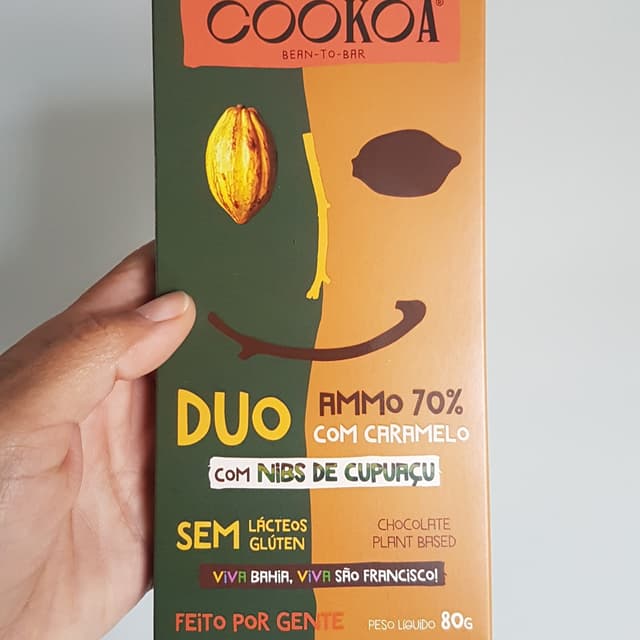 COOKOA®
BEAN-TO-BAR
DUO
AMMO 70%
COM CARAMELO
COM NIBS DE CUPUAÇU
SEM LÁCTEOS
GLÚTEN
CHOCOLATE
PLANT BASED
VIVA BAHIA, VIVA SÃO FRANCISCO!
FEITO POR GENTE
PESO LÍQUIDO 80G